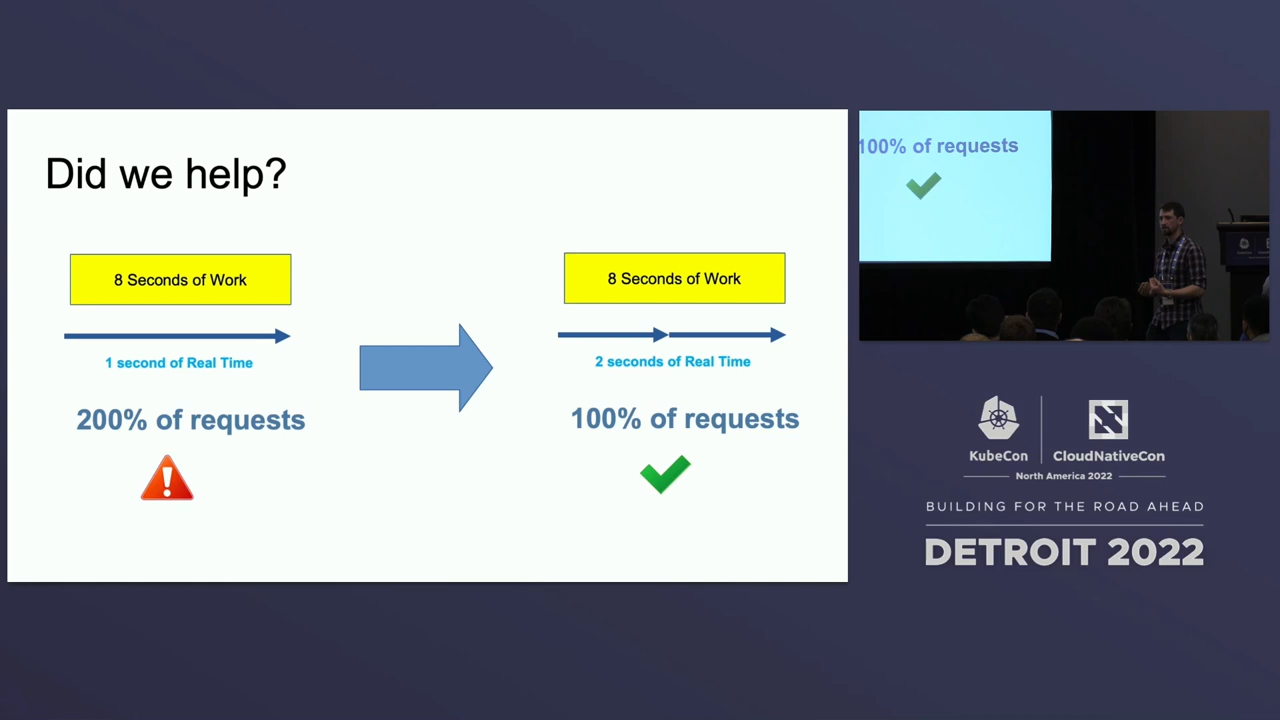 Did we help?
8 Seconds of Work
1 second of Real Time
200% of requests
8 Seconds of Work
2 seconds of Real Time
100% of requests
100% of requests
KubeCon
CloudNativeCon
North America 2022
BUILDING FOR THE ROAD AHEAD
DETROIT 2022